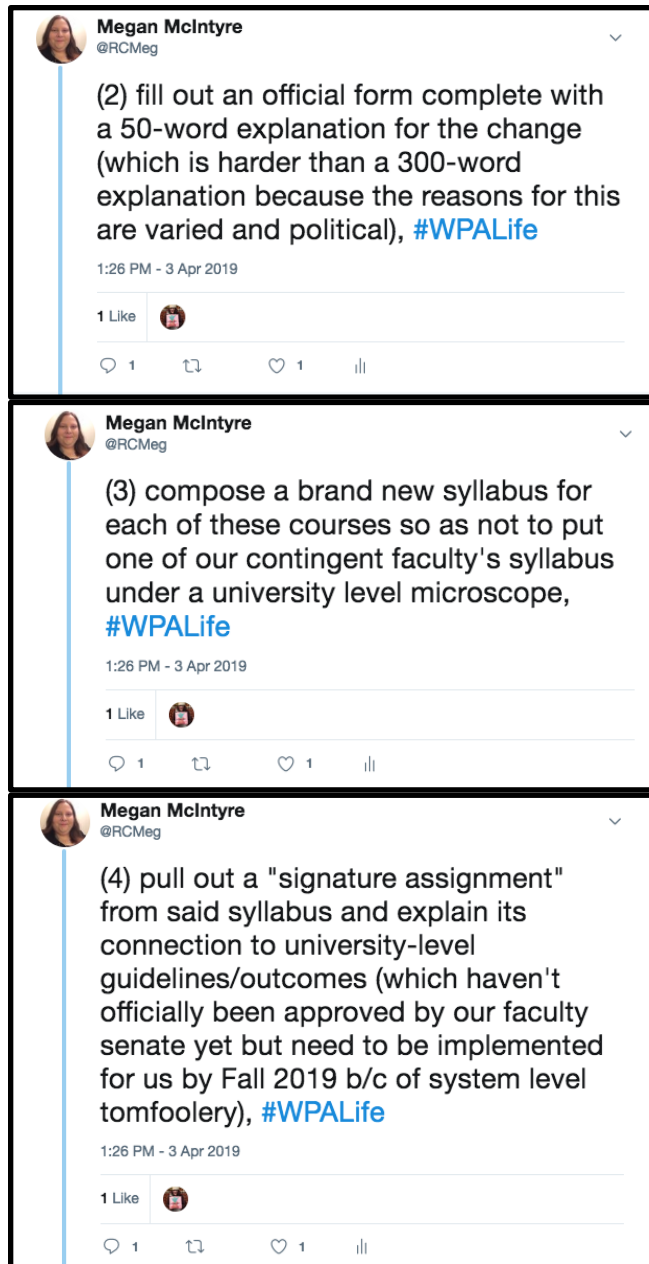 Megan McIntyre
@RCMeg
(2) fill out an official form complete with
a 50-word explanation for the change
(which is harder than a 300-word
explanation because the reasons for this
are varied and political), #WPALife
1:26 PM - 3 Apr 2019
1 Like
1 1
Megan McIntyre
@RCMeg
(3) compose a brand new syllabus for
each of these courses so as not to put
one of our contingent faculty's syllabus
under a university level microscope,
#WPALife
1:26 PM - 3 Apr 2019
1 Like
1 1
Megan McIntyre
@RCMeg
(4) pull out a "signature assignment"
from said syllabus and explain its
connection to university-level
guidelines/outcomes (which haven't
officially been approved by our faculty
senate yet but need to be implemented
for us by Fall 2019 b/c of system level
tomfoolery), #WPALife
1:26 PM - 3 Apr 2019
1 Like
1 1